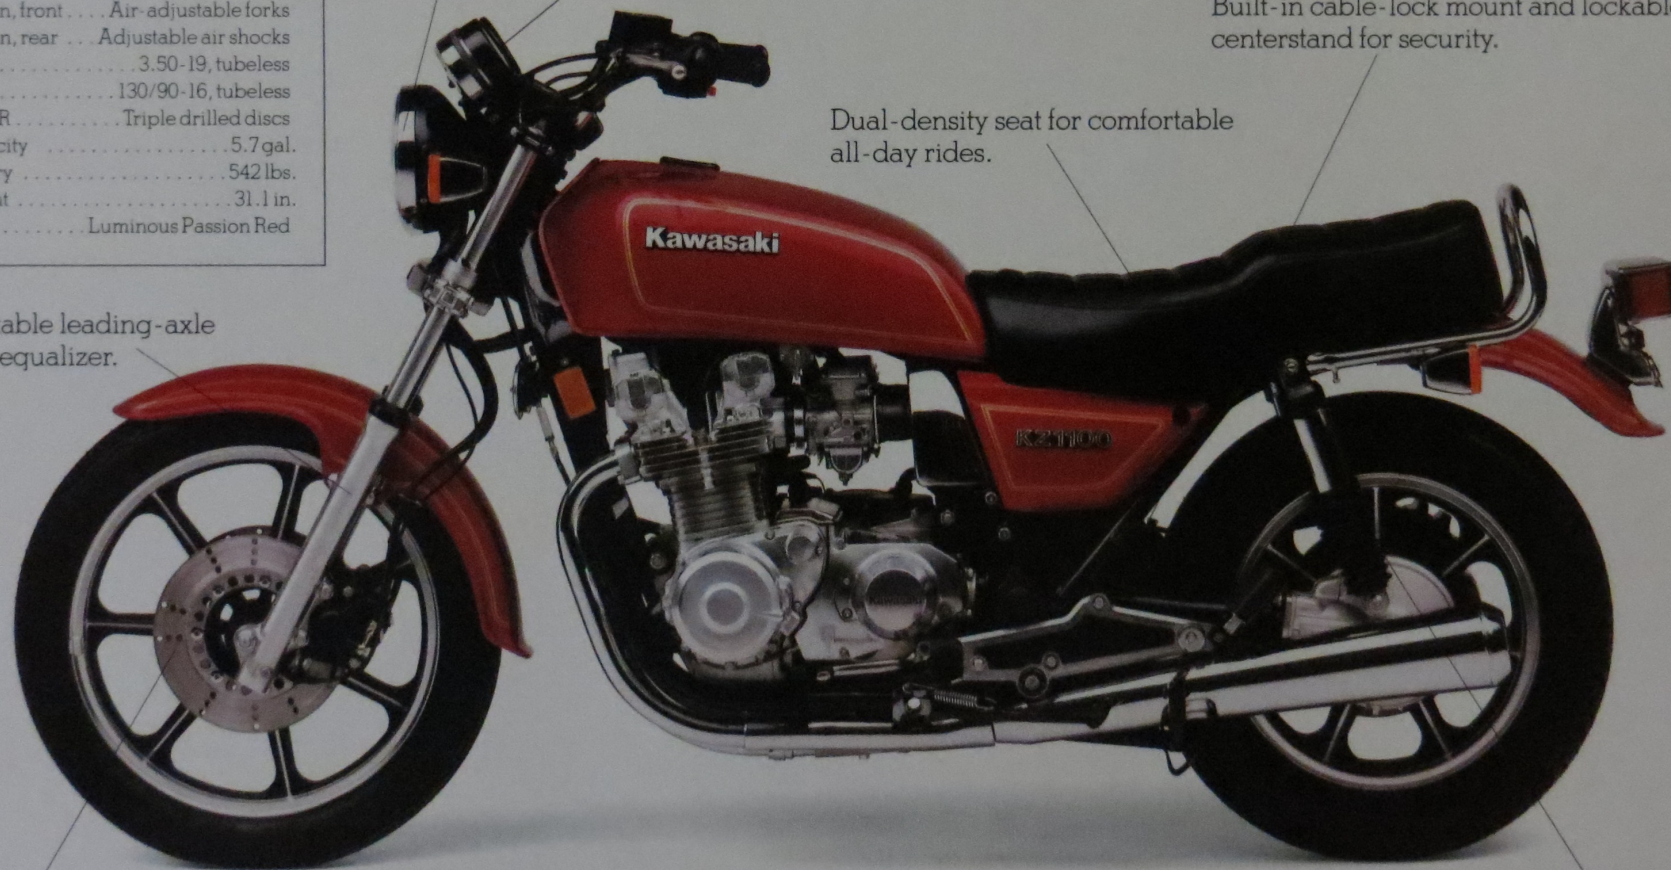 n, front .... Air-adjustable forks
n, rear ... Adjustable air shocks
3.50-19, tubeless
130/90-16, tubeless
R .......... Triple drilled discs
city .................. 5.7 gal.
y .................... 542 lbs.
t ..................... 31.1 in.
Luminous Passion Red
Built-in cable-lock mount and lockabl
centerstand for security.
Dual-density seat for comfortable
all-day rides.
Kawasaki
able leading-axle
equalizer.
KZ1100